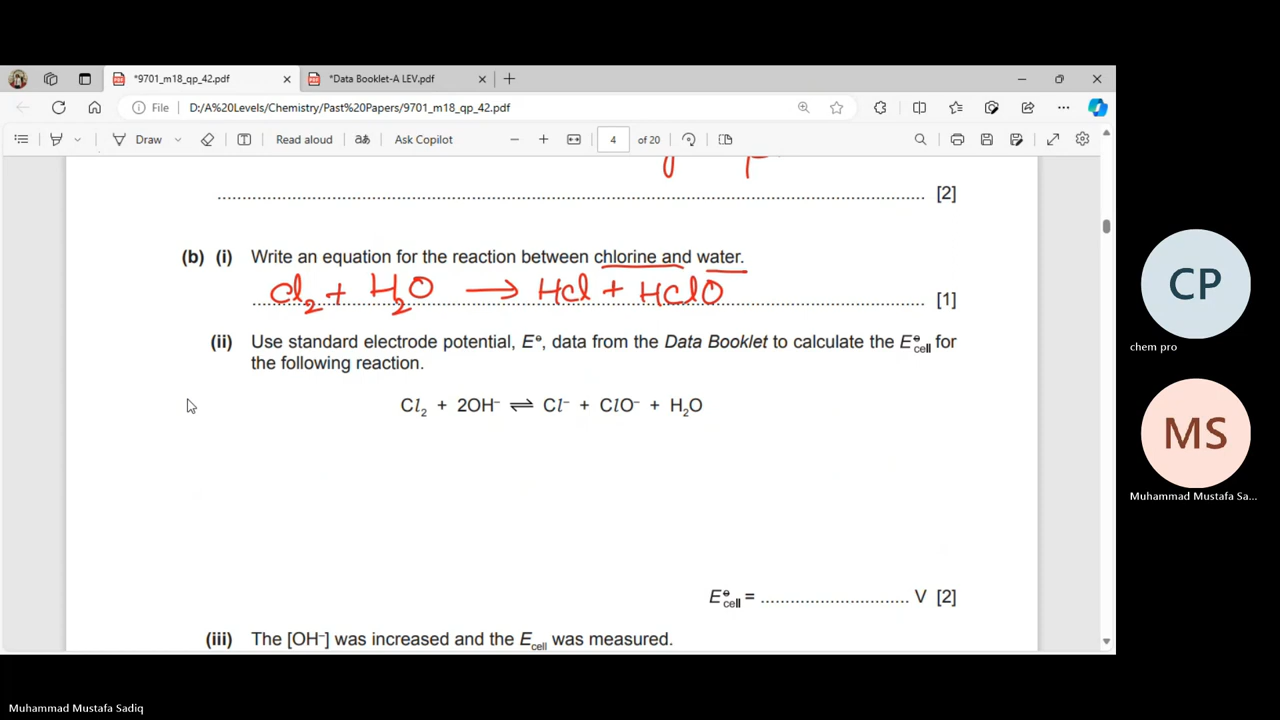 *9701_m18_qp_42.pdf
*Data Booklet-A LEV.pdf
File D:/A%20Levels/Chemistry/Past%20Papers/9701_m18_qp_42.pdf
Draw Read aloud aあ Ask Copilot 4 of 20
[2]
(b) (i) Write an equation for the reaction between chlorine and water.
Cl₂ + H₂O → HCl + HClO [1]
(ii) Use standard electrode potential, E⦵, data from the Data Booklet to calculate the E⦵cell for
the following reaction.
Cl₂ + 2OH⁻ ⇌ Cl⁻ + ClO⁻ + H₂O
E⦵cell = .............................. V [2]
(iii) The [OH⁻] was increased and the Ecell was measured.
CP
chem pro
MS
Muhammad Mustafa Sa...
Muhammad Mustafa Sadiq